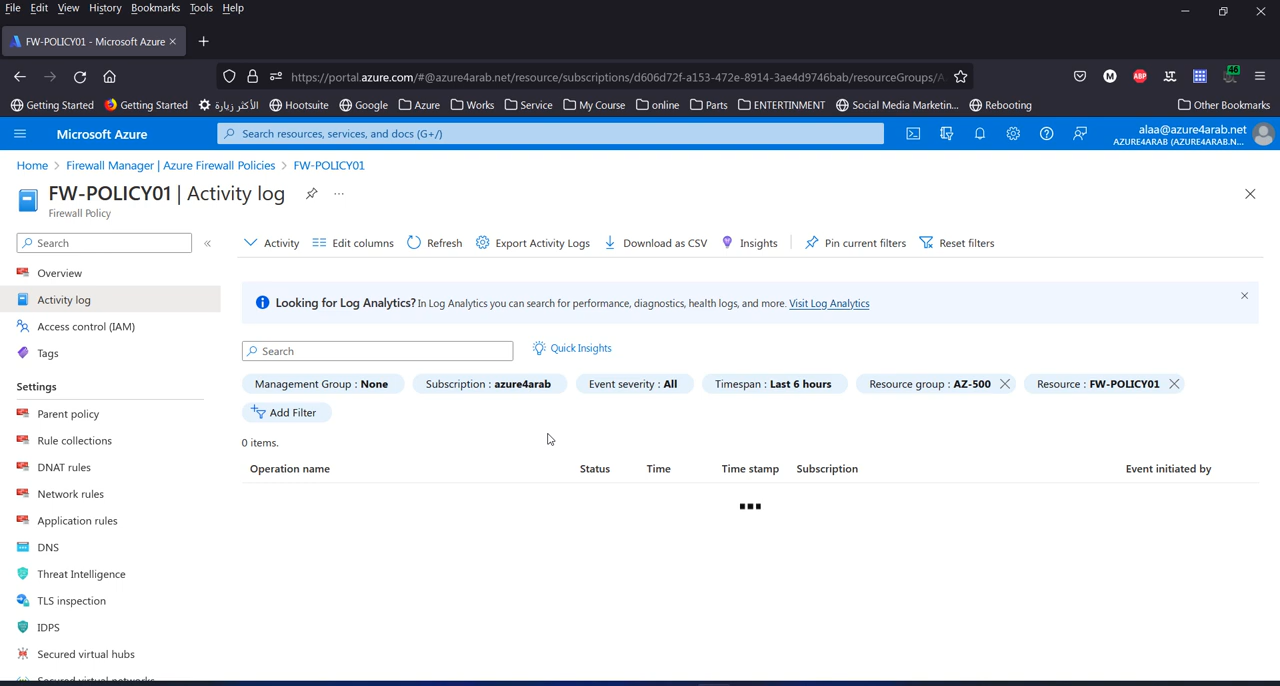 File Edit View History Bookmarks Tools Help
FW-POLICY01 - Microsoft Azure
https://portal.azure.com/#@azure4arab.net/resource/subscriptions/d606d72f-a153-472e-8914-3ae4d9746bab/resourceGroups/A
M ABP 46
Getting Started Getting Started الأكثر زيارة Hootsuite Google Azure Works Service My Course online Parts ENTERTINMENT Social Media Marketin... Rebooting Other Bookmarks
Microsoft Azure Search resources, services, and docs (G+/) alaa@azure4arab.net
AZURE4ARAB (AZURE4ARAB.N...
Home > Firewall Manager | Azure Firewall Policies > FW-POLICY01
FW-POLICY01 | Activity log ...
Firewall Policy
Search «
Overview
Activity log
Access control (IAM)
Tags
Settings
Parent policy
Rule collections
DNAT rules
Network rules
Application rules
DNS
Threat Intelligence
TLS inspection
IDPS
Secured virtual hubs
Secured virtual networks
Activity Edit columns Refresh Export Activity Logs Download as CSV Insights Pin current filters Reset filters
Looking for Log Analytics? In Log Analytics you can search for performance, diagnostics, health logs, and more. Visit Log Analytics
Search Quick Insights
Management Group : None Subscription : azure4arab Event severity : All Timespan : Last 6 hours Resource group : AZ-500 Resource : FW-POLICY01
Add Filter
0 items.
Operation name Status Time Time stamp Subscription Event initiated by